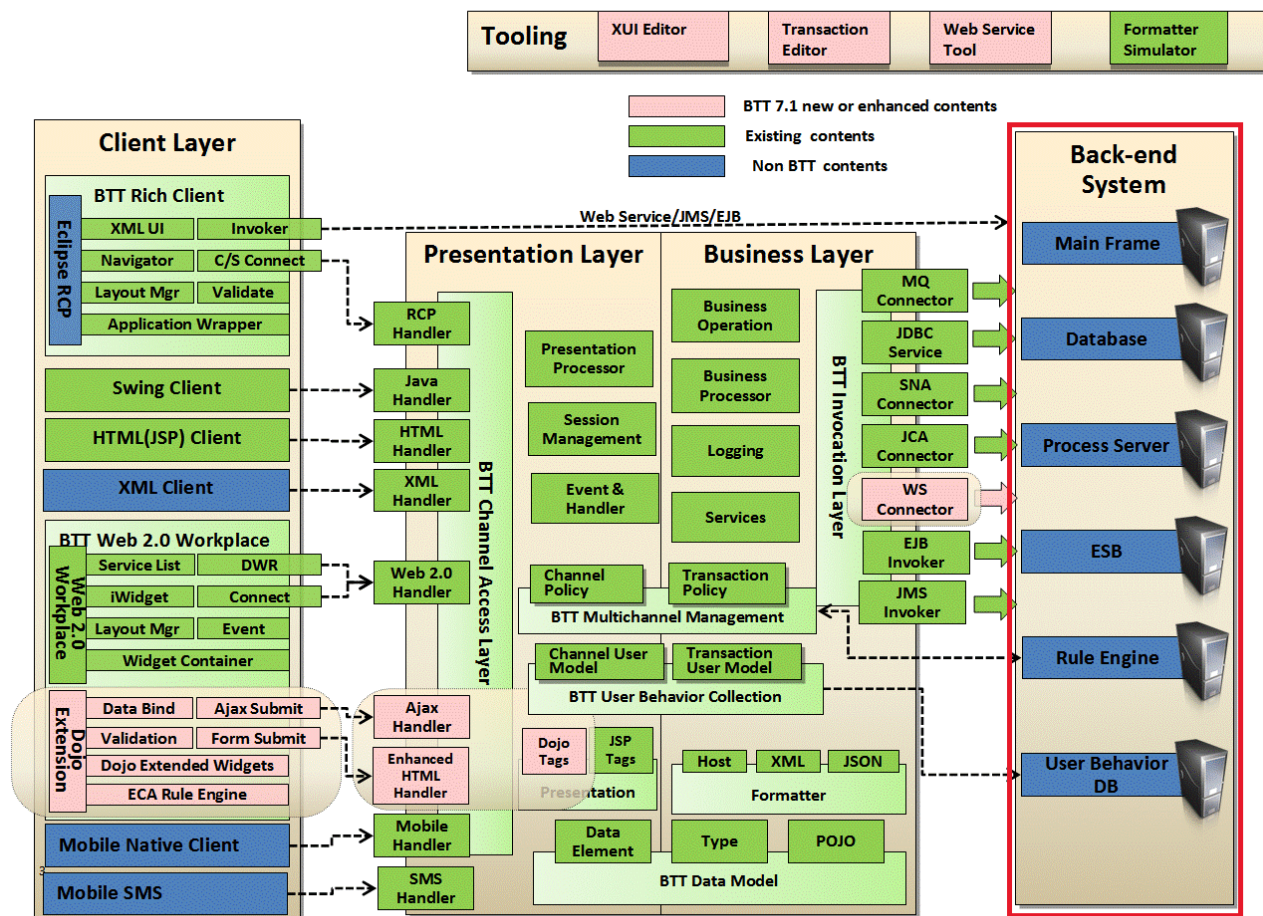 Tooling
XUI Editor
Transaction
Editor
Web Service
Tool
Formatter
Simulator
BTT 7.1 new or enhanced contents
Existing contents
Non BTT contents
Client Layer
BTT Rich Client
Eclipse RCP
XML UI
Invoker
Navigator
C/S Connect
Layout Mgr
Validate
Application Wrapper
Swing Client
HTML(JSP) Client
XML Client
BTT Web 2.0 Workplace
Web 2.0
Workplace
Service List
DWR
iWidget
Connect
Layout Mgr
Event
Widget Container
Dojo
Extension
Data Bind
Ajax Submit
Validation
Form Submit
Dojo Extended Widgets
ECA Rule Engine
Mobile Native Client
3
Mobile SMS
Web Service/JMS/EJB
Presentation Layer
RCP
Handler
Java
Handler
HTML
Handler
XML
Handler
Web 2.0
Handler
Ajax
Handler
Enhanced
HTML
Handler
Mobile
Handler
SMS
Handler
BTT Channel Access Layer
Presentation
Processor
Session
Management
Event &
Handler
Business Layer
Business
Operation
Business
Processor
Logging
Services
Channel
Policy
Transaction
Policy
BTT Multichannel Management
Channel User
Model
Transaction
User Model
BTT User Behavior Collection
Dojo
Tags
JSP
Tags
Presentation
Host
XML
JSON
Formatter
Data
Element
Type
POJO
BTT Data Model
BTT Invocation Layer
MQ
Connector
JDBC
Service
SNA
Connector
JCA
Connector
WS
Connector
EJB
Invoker
JMS
Invoker
Back-end
System
Main Frame
Database
Process Server
ESB
Rule Engine
User Behavior
DB